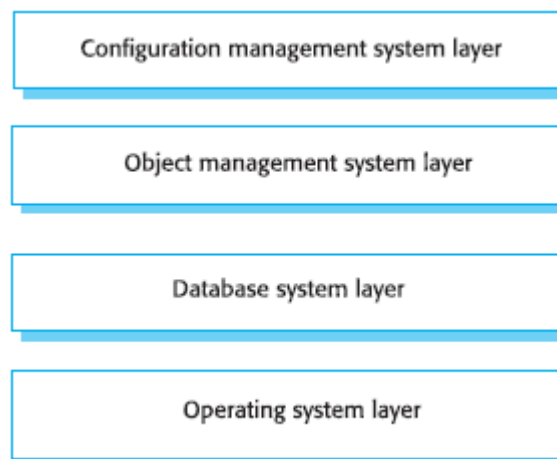 Configuration management system layer
Object management system layer
Database system layer
Operating system layer